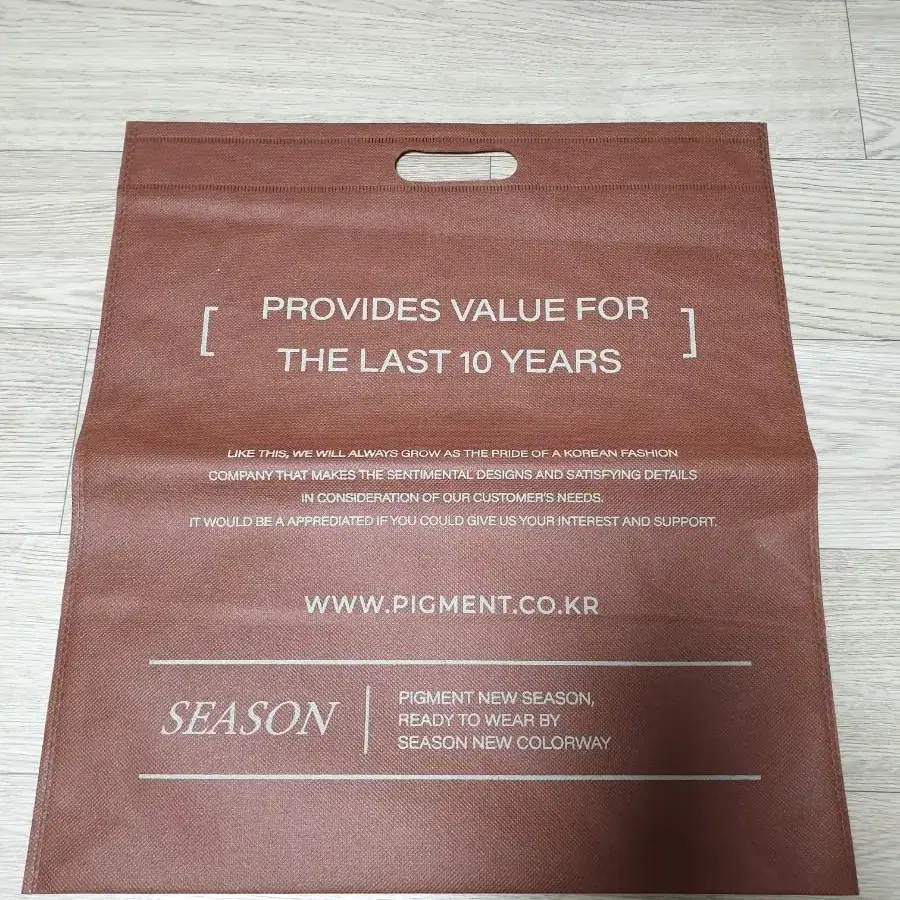 [ PROVIDES VALUE FOR
THE LAST 10 YEARS ]
LIKE THIS, WE WILL ALWAYS GROW AS THE PRIDE OF A KOREAN FASHION
COMPANY THAT MAKES THE SENTIMENTAL DESIGNS AND SATISFYING DETAILS
IN CONSIDERATION OF OUR CUSTOMER'S NEEDS.
IT WOULD BE A APPREDIATED IF YOU COULD GIVE US YOUR INTEREST AND SUPPORT.
WWW.PIGMENT.CO.KR
SEASON
PIGMENT NEW SEASON,
READY TO WEAR BY
SEASON NEW COLORWAY